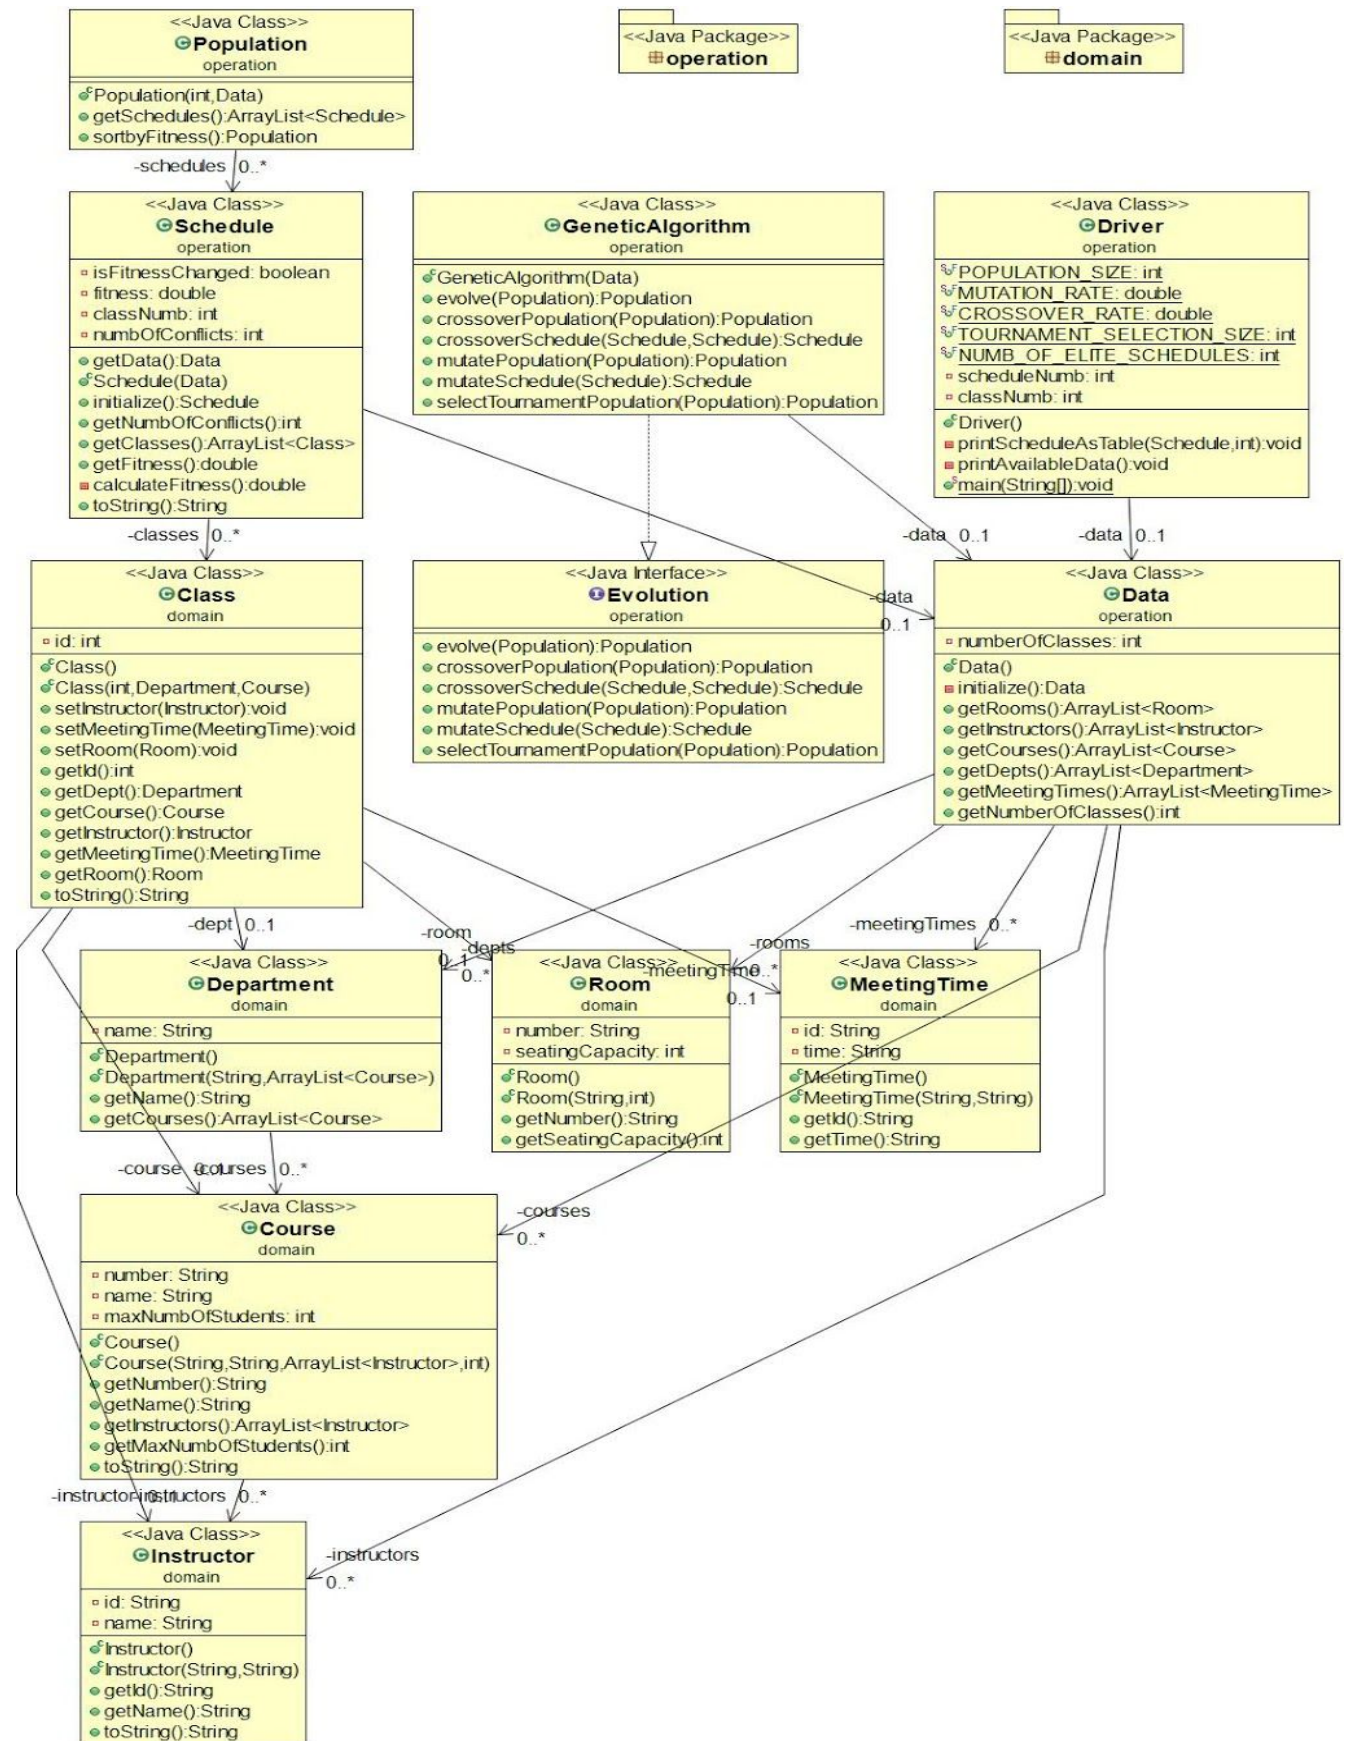 <<Java Class>>
Population
operation
Population(int,Data)
getSchedules():ArrayList<Schedule>
sortbyFitness():Population
<<Java Package>>
operation
<<Java Package>>
domain
-schedules 0..*
<<Java Class>>
Schedule
operation
isFitnessChanged: boolean
fitness: double
classNumb: int
numbOfConflicts: int
getData():Data
Schedule(Data)
initialize():Schedule
getNumbOfConflicts():int
getClasses():ArrayList<Class>
getFitness():double
calculateFitness():double
toString():String
<<Java Class>>
GeneticAlgorithm
operation
GeneticAlgorithm(Data)
evolve(Population):Population
crossoverPopulation(Population):Population
crossoverSchedule(Schedule,Schedule):Schedule
mutatePopulation(Population):Population
mutateSchedule(Schedule):Schedule
selectTournamentPopulation(Population):Population
<<Java Class>>
Driver
operation
POPULATION_SIZE: int
MUTATION_RATE: double
CROSSOVER_RATE: double
TOURNAMENT_SELECTION_SIZE: int
NUMB_OF_ELITE_SCHEDULES: int
scheduleNumb: int
classNumb: int
Driver()
printScheduleAsTable(Schedule,int):void
printAvailableData():void
main(String[]):void
-classes 0..*
-data 0..1
-data 0..1
-data
0..1
<<Java Class>>
Class
domain
id: int
Class()
Class(int,Department,Course)
setInstructor(Instructor):void
setMeetingTime(MeetingTime):void
setRoom(Room):void
getId():int
getDept():Department
getCourse():Course
getInstructor():Instructor
getMeetingTime():MeetingTime
getRoom():Room
toString():String
<<Java Interface>>
Evolution
operation
evolve(Population):Population
crossoverPopulation(Population):Population
crossoverSchedule(Schedule,Schedule):Schedule
mutatePopulation(Population):Population
mutateSchedule(Schedule):Schedule
selectTournamentPopulation(Population):Population
<<Java Class>>
Data
operation
numberOfClasses: int
Data()
initialize():Data
getRooms():ArrayList<Room>
getInstructors():ArrayList<Instructor>
getCourses():ArrayList<Course>
getDepts():ArrayList<Department>
getMeetingTimes():ArrayList<MeetingTime>
getNumberOfClasses():int
-dept 0..1
-room
0..1
-depts
0..*
-meetingTime
0..1
-rooms
0..*
-meetingTimes 0..*
<<Java Class>>
Department
domain
name: String
Department()
Department(String,ArrayList<Course>)
getName():String
getCourses():ArrayList<Course>
<<Java Class>>
Room
domain
number: String
seatingCapacity: int
Room()
Room(String,int)
getNumber():String
getSeatingCapacity():int
<<Java Class>>
MeetingTime
domain
id: String
time: String
MeetingTime()
MeetingTime(String,String)
getId():String
getTime():String
-course 0..1
-courses 0..*
-courses
0..*
<<Java Class>>
Course
domain
number: String
name: String
maxNumbOfStudents: int
Course()
Course(String,String,ArrayList<Instructor>,int)
getNumber():String
getName():String
getInstructors():ArrayList<Instructor>
getMaxNumbOfStudents():int
toString():String
-instructor 0..1
-instructors 0..*
-instructors
0..*
<<Java Class>>
Instructor
domain
id: String
name: String
Instructor()
Instructor(String,String)
getId():String
getName():String
toString():String